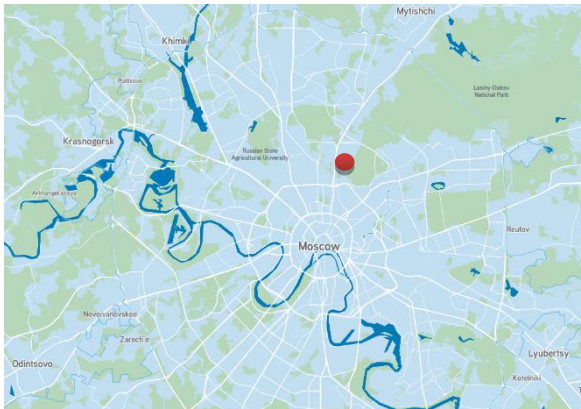 Mytishchi
Khimki
Losiny Ostrov
National Park
Putilkovo
Krasnogorsk
Russian State
Agricultural University
Arkhangelskoye
Reutov
Moscow
Novoivanovskoe
Zarech'e
Lyubertsy
Odintsovo
Kotelniki